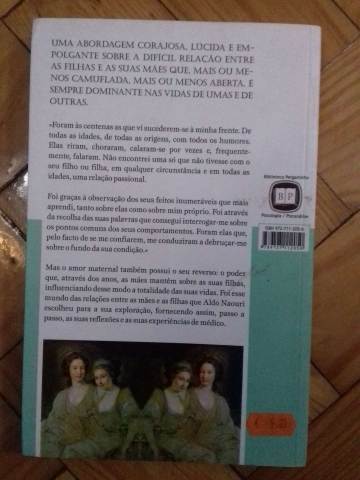 UMA ABORDAGEM CORAJOSA, LÚCIDA E EM-
POLGANTE SOBRE A DIFÍCIL RELAÇÃO ENTRE
AS FILHAS E AS SUAS MÃES QUE, MAIS OU ME-
NOS CAMUFLADA, MAIS OU MENOS ABERTA, É
SEMPRE DOMINANTE NAS VIDAS DE UMAS E DE
OUTRAS.
«Foram às centenas as que vi sucederem-se à minha frente. De
todas as idades, de todas as origens, com todos os humores.
Elas riram, choraram, calaram-se por vezes e, frequente-
mente, falaram. Não encontrei uma só que não tivesse com o
seu filho ou filha, em qualquer circunstância e em todas as
idades, uma relação passional.
Foi graças à observação dos seus feitos inumeráveis que mais
aprendi, tanto sobre elas como sobre mim próprio. Foi através
da recolha das suas palavras que consegui interrogar-me sobre
os pontos comuns dos seus comportamentos. Foram elas que,
pelo facto de se me confiarem, me conduziram a debruçar-me
sobre o fundo da sua condição.»
Mas o amor maternal também possui o seu reverso: o poder
que, através dos anos, as mães mantêm sobre as suas filhas,
influenciando desse modo a totalidade das suas vidas. Foi esse
mundo das relações entre as mães e as filhas que Aldo Naouri
escolheu para a sua exploração, fornecendo assim, passo a
passo, as suas reflexões e as suas experiências de médico.
Biblioteca Pergaminho
BP
Psicologia / Psicanálise